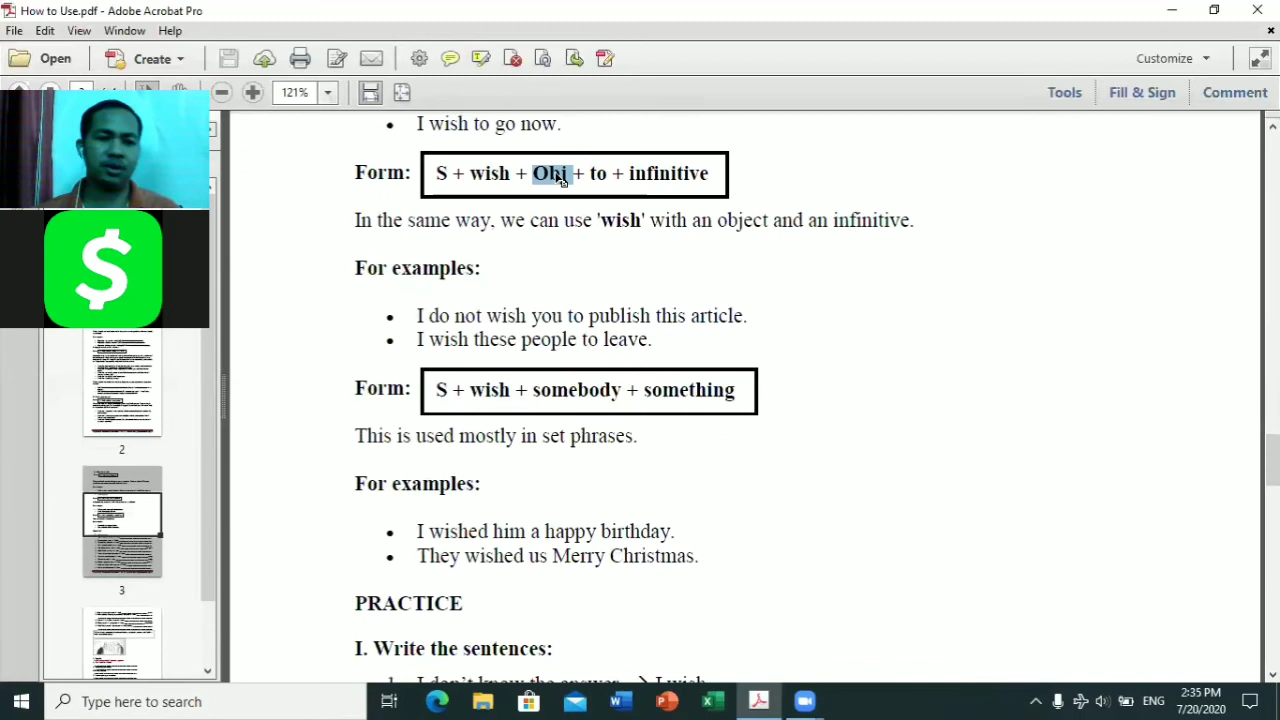 How to Use.pdf - Adobe Acrobat Pro
File Edit View Window Help
Open Create Customize
121% Tools Fill & Sign Comment
I wish to go now.
Form: S + wish + Obj + to + infinitive
In the same way, we can use 'wish' with an object and an infinitive.
For examples:
I do not wish you to publish this article.
I wish these people to leave.
Form: S + wish + somebody + something
This is used mostly in set phrases.
For examples:
I wished him a happy birthday.
They wished us Merry Christmas.
PRACTICE
I. Write the sentences:
$
2
3
Type here to search
ENG
2:35 PM
7/20/2020